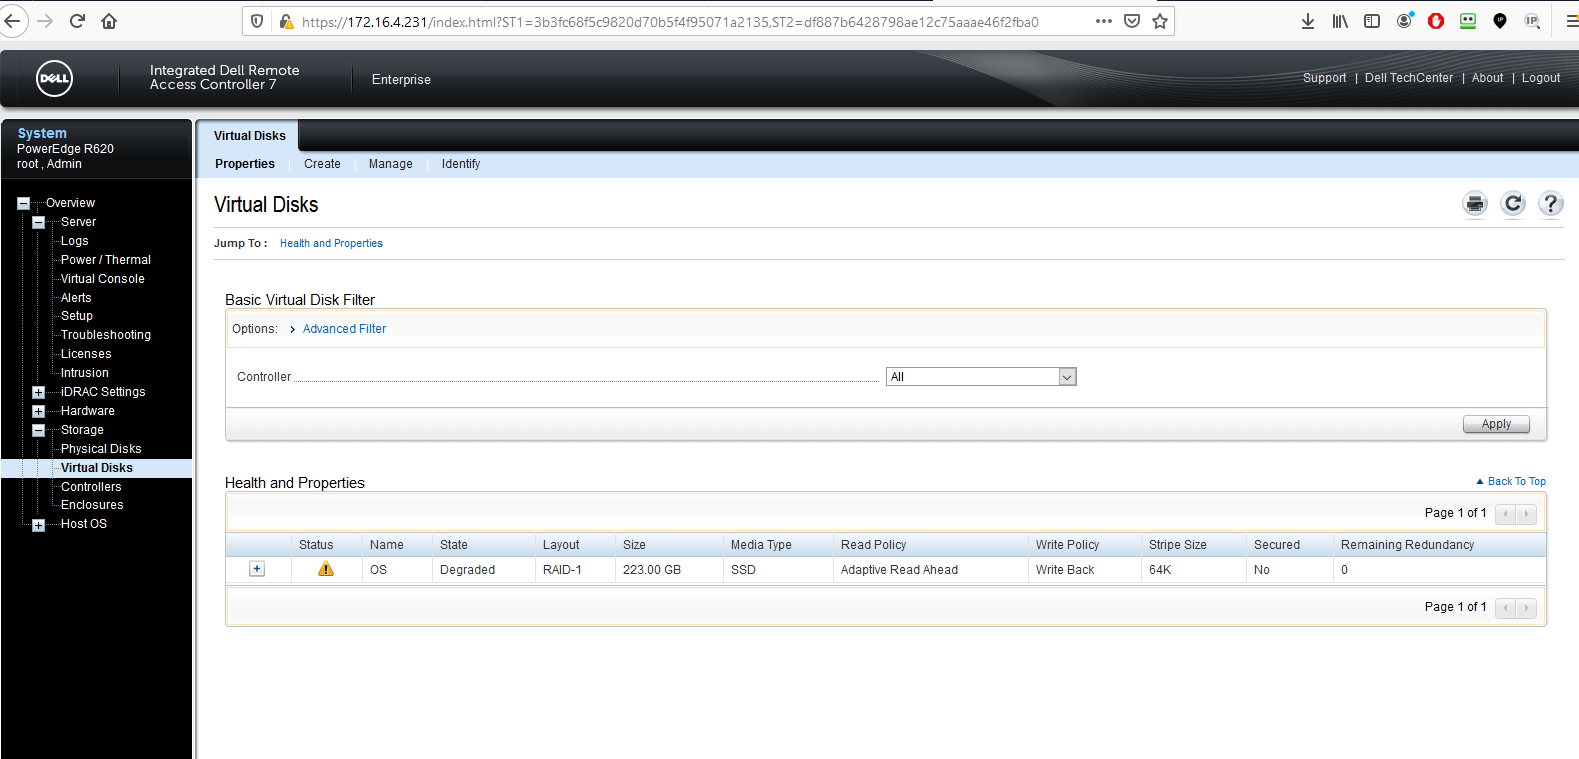 https://172.16.4.231/index.html?ST1=3b3fc68f5c9820d70b5f4f95071a2135,ST2=df887b6428798ae12c75aaae46f2fba0
IP
IP
DELL
Integrated Dell Remote
Access Controller 7
Enterprise
Support | Dell TechCenter | About | Logout
System
PowerEdge R620
root , Admin
Overview
Server
Logs
Power / Thermal
Virtual Console
Alerts
Setup
Troubleshooting
Licenses
Intrusion
iDRAC Settings
Hardware
Storage
Physical Disks
Virtual Disks
Controllers
Enclosures
Host OS
Virtual Disks
Properties | Create | Manage | Identify
Virtual Disks
Jump To : Health and Properties
Basic Virtual Disk Filter
Options: Advanced Filter
Controller All
Apply
Health and Properties
Back To Top
Page 1 of 1
Status Name State Layout Size Media Type Read Policy Write Policy Stripe Size Secured Remaining Redundancy
OS Degraded RAID-1 223.00 GB SSD Adaptive Read Ahead Write Back 64K No 0
Page 1 of 1